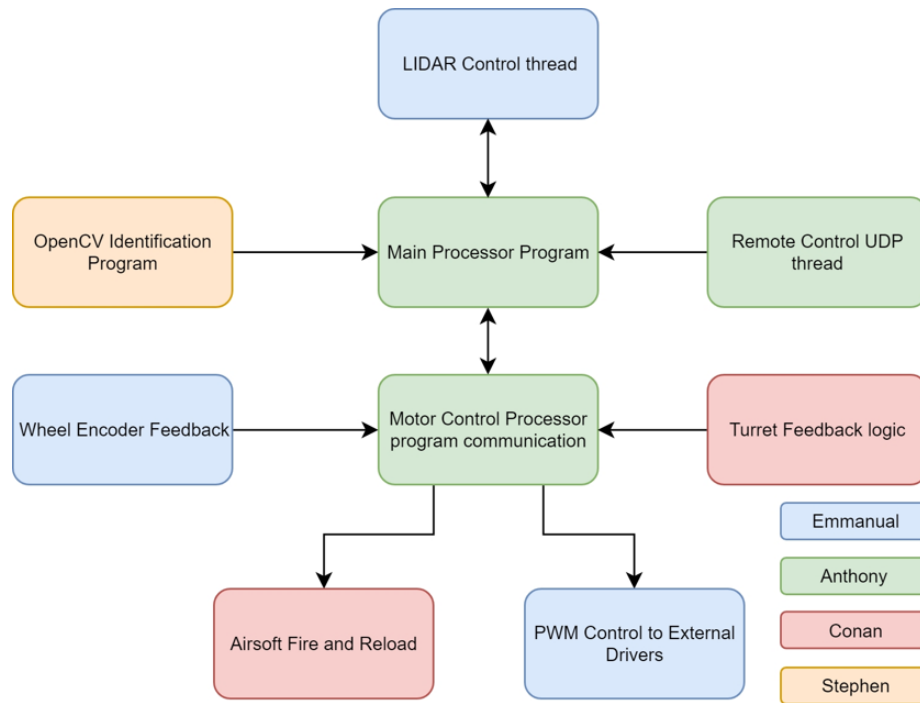 LIDAR Control thread
OpenCV Identification
Program
Main Processor Program
Remote Control UDP
thread
Wheel Encoder Feedback
Motor Control Processor
program communication
Turret Feedback logic
Airsoft Fire and Reload
PWM Control to External
Drivers
Emmanual
Anthony
Conan
Stephen